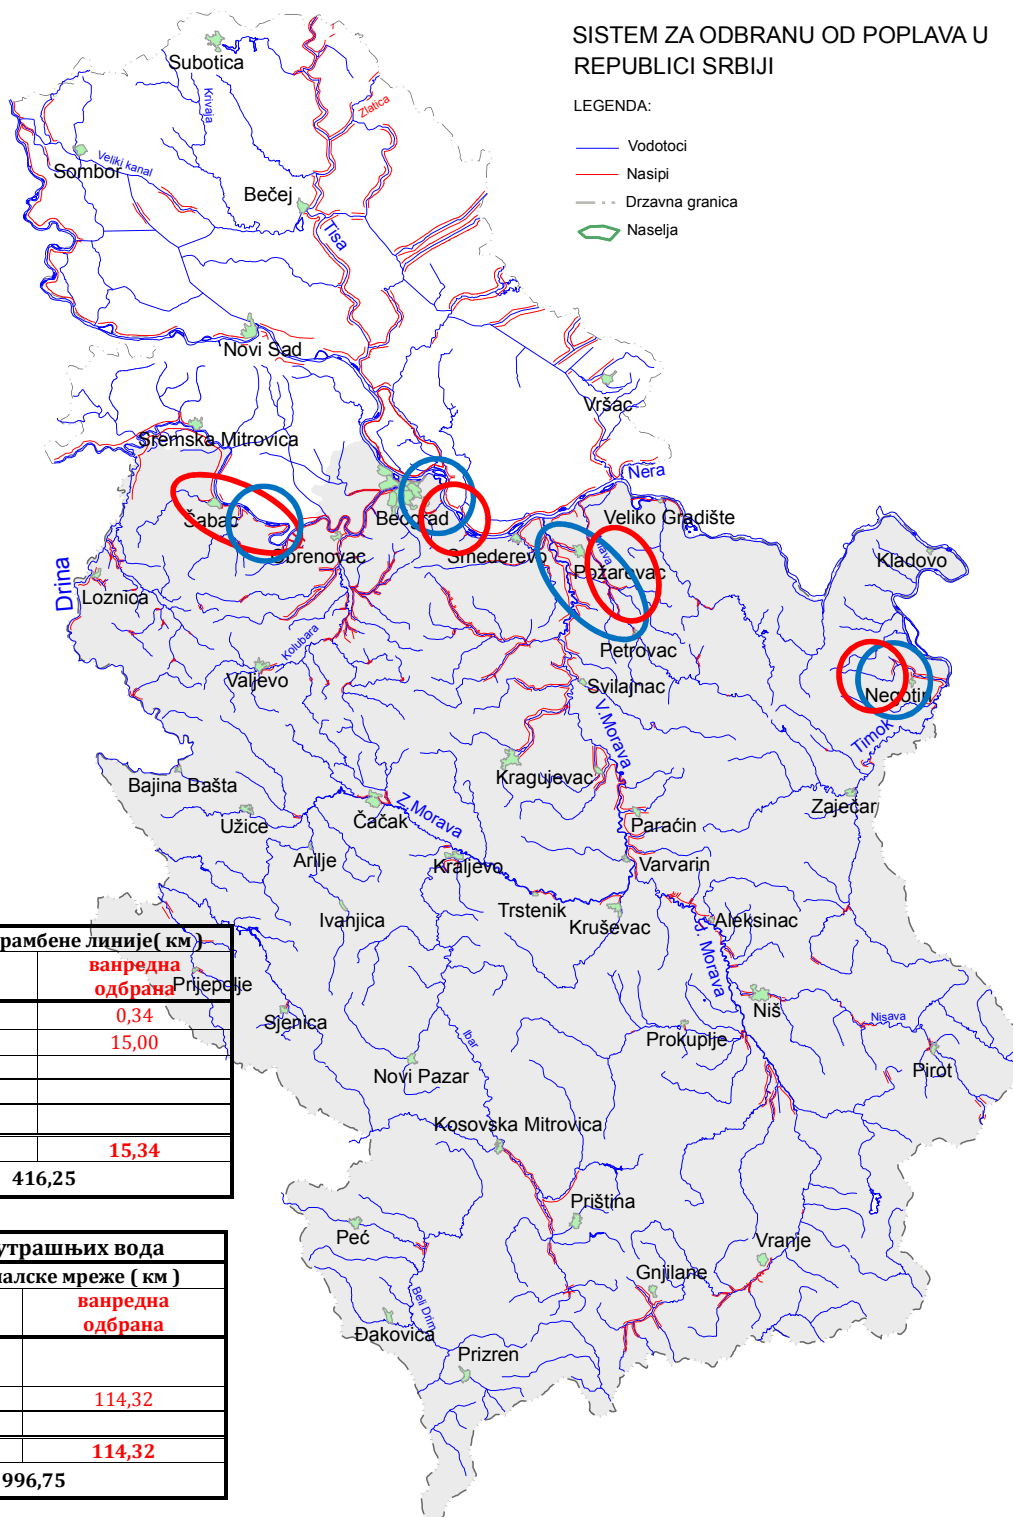 SISTEM ZA ODBRANU OD POPLAVA U
REPUBLICI SRBIJI
LEGENDA:
Vodotoci
Nasipi
Drzavna granica
Naselja
Subotica
Krivaja
Zlatica
Sombor
Veliki kanal
Bečej
Tisa
Novi Sad
Vršac
Sremska Mitrovica
Nera
Šabac
Beograd
Veliko Gradište
Obrenovac
Smederevo
Kladovo
Drina
Loznica
Požarevac
Kolubara
Petrovac
Valjevo
Svilajnac
Negotin
V.Morava
Timok
Bajina Bašta
Kragujevac
Zaječar
Užice
Čačak
Z.Morava
Paraćin
Arilje
Kraljevo
Varvarin
Ivanjica
Trstenik
Kruševac
Aleksinac
J. Morava
Prijepolje
Sjenica
Niš
Nisava
Ibar
Prokuplje
Pirot
Novi Pazar
Kosovska Mitrovica
Priština
Peć
Vranje
Gnjilane
Beli Drim
Đakovica
Prizren
рамбене линије( км )
ванредна
одбрана
0,34
15,00
15,34
416,25
утрашњих вода
налске мреже ( км )
ванредна
одбрана
114,32
114,32
996,75